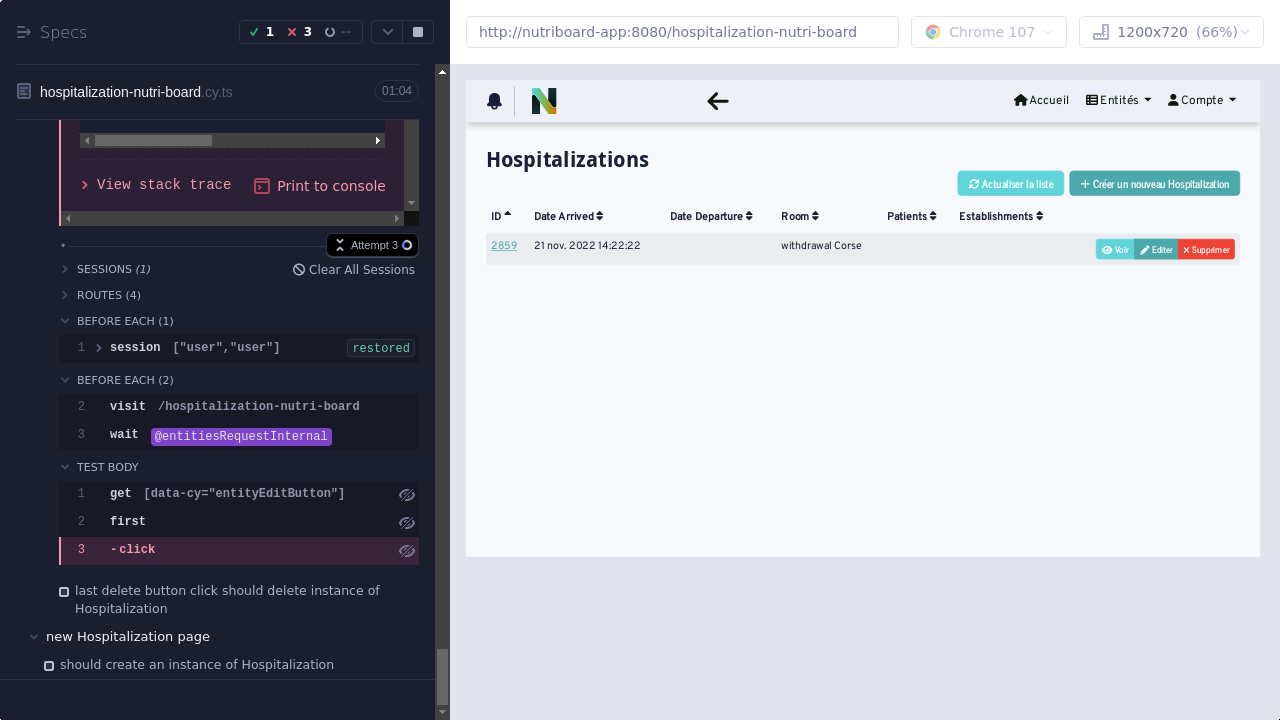 Specs
1 3 --
hospitalization-nutri-board.cy.ts 01:04
View stack trace Print to console
Attempt 3
SESSIONS (1) Clear All Sessions
ROUTES (4)
BEFORE EACH (1)
1 session ["user","user"] restored
BEFORE EACH (2)
2 visit /hospitalization-nutri-board
3 wait @entitiesRequestInternal
TEST BODY
1 get [data-cy="entityEditButton"]
2 first
3 -click
last delete button click should delete instance of
Hospitalization
new Hospitalization page
should create an instance of Hospitalization
http://nutriboard-app:8080/hospitalization-nutri-board Chrome 107 1200x720 (66%)
N Accueil Entités Compte
Hospitalizations
Actualiser la liste Créer un nouveau Hospitalization
ID Date Arrived Date Departure Room Patients Establishments
2859 21 nov. 2022 14:22:22 withdrawal Corse Voir Editer Supprimer